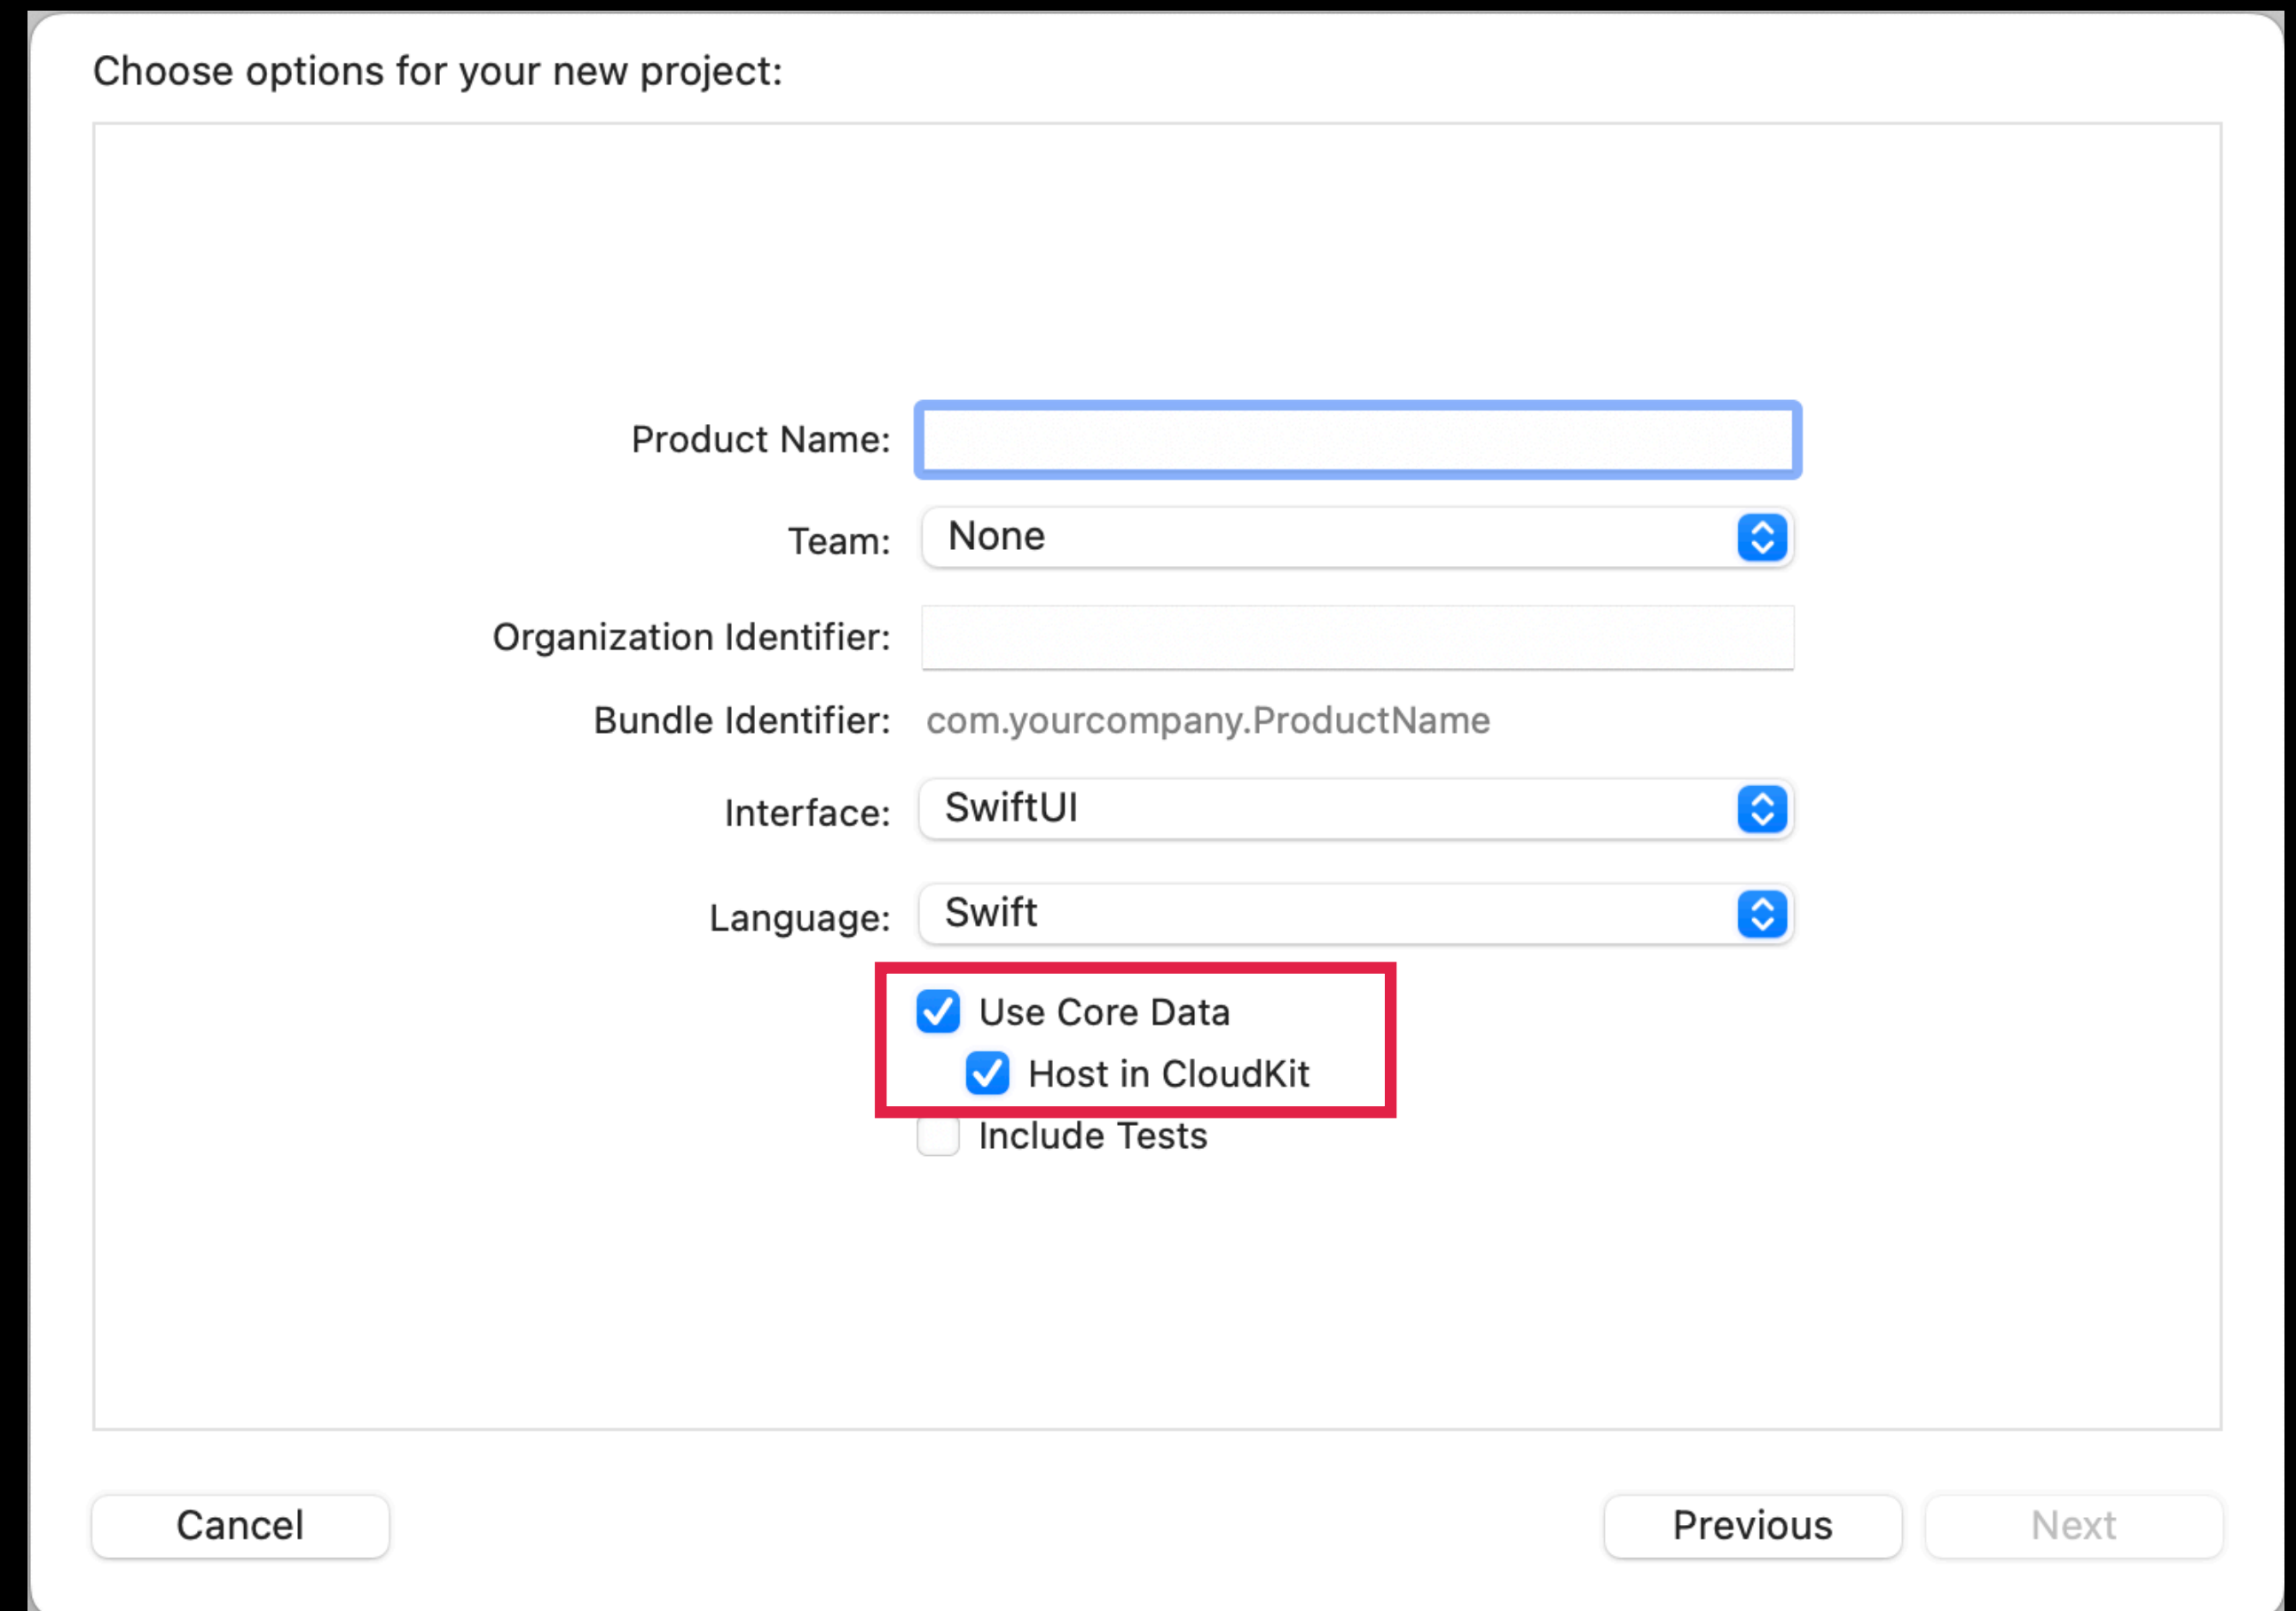 Choose options for your new project:
Product Name:
Team: None
Organization Identifier:
Bundle Identifier: com.yourcompany.ProductName
Interface: SwiftUI
Language: Swift
Use Core Data
Host in CloudKit
Include Tests
Cancel Previous Next